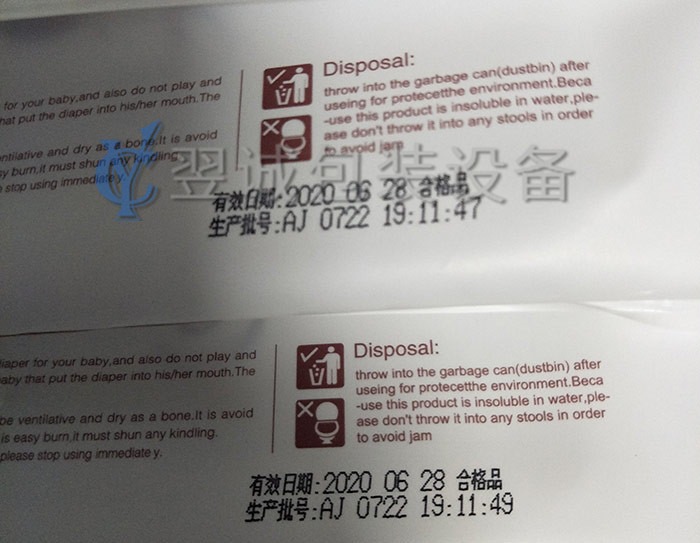 Disposal:
throw into the garbage can(dustbin) after
useing for protecetthe environment.Beca
-use this product is insoluble in water,ple-
ase don't throw it into any stools in order
to avoid jam
for your baby,and also do not play and
that put the diaper into his/her mouth.The
ventilative and dry as a bone.It is avoid
easy burn,it must shun any kindling.
stop using immediate y.
翌诚包装设备
有效日期:2020 06 28 合格品
生产批号:AJ 0722 19:11:47
Disposal:
throw into the garbage can(dustbin) after
useing for protecetthe environment.Beca
-use this product is insoluble in water,ple-
ase don't throw it into any stools in order
to avoid jam
diaper for your baby,and also do not play and
baby that put the diaper into his/her mouth.The
be ventilative and dry as a bone.It is avoid
is easy burn,it must shun any kindling.
please stop using immediate y.
有效日期:2020 06 28 合格品
生产批号:AJ 0722 19:11:49